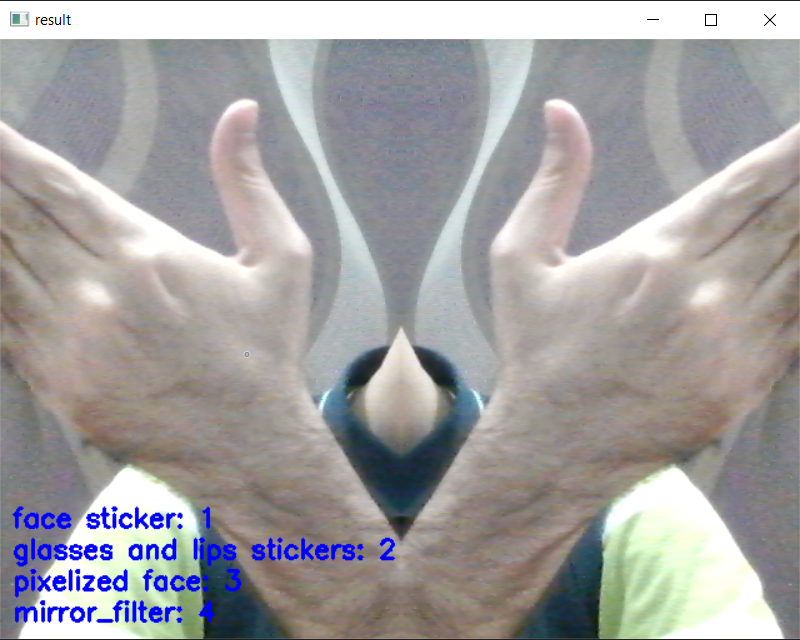 result
face sticker: 1
glasses and lips stickers: 2
pixelized face: 3
mirror_filter: 4